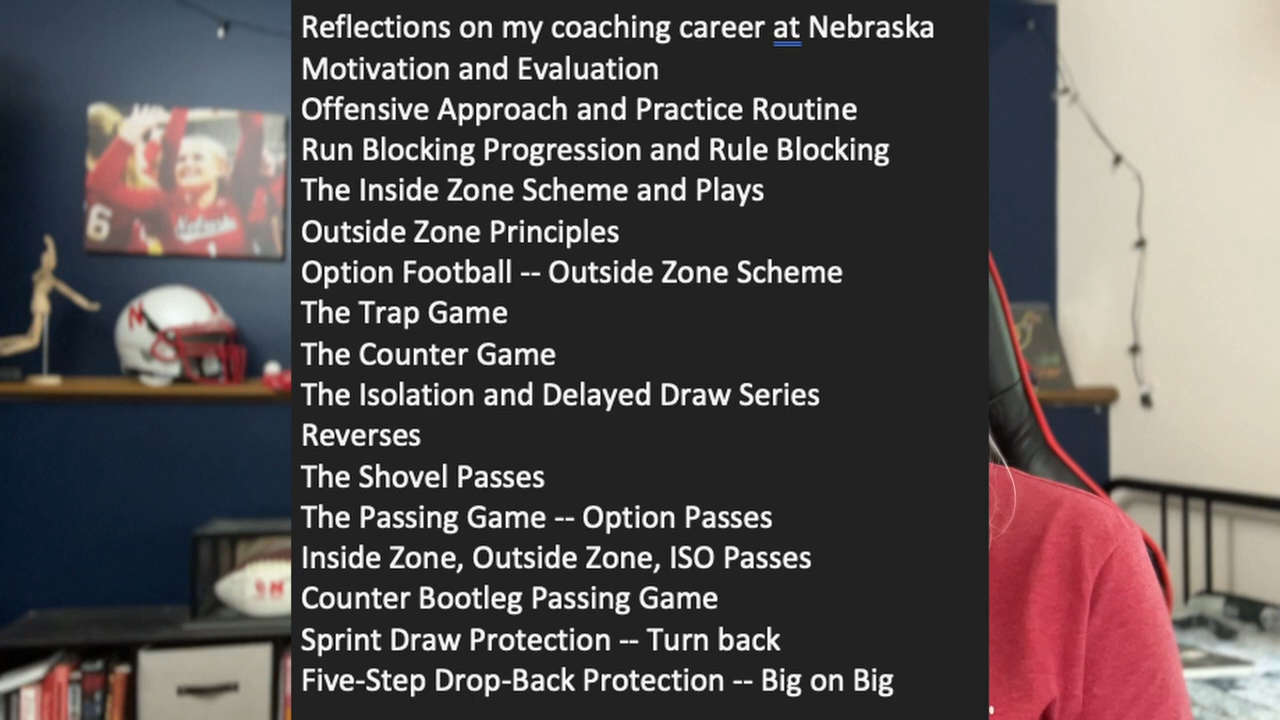 Reflections on my coaching career at Nebraska
Motivation and Evaluation
Offensive Approach and Practice Routine
Run Blocking Progression and Rule Blocking
The Inside Zone Scheme and Plays
Outside Zone Principles
Option Football -- Outside Zone Scheme
The Trap Game
The Counter Game
The Isolation and Delayed Draw Series
Reverses
The Shovel Passes
The Passing Game -- Option Passes
Inside Zone, Outside Zone, ISO Passes
Counter Bootleg Passing Game
Sprint Draw Protection -- Turn back
Five-Step Drop-Back Protection -- Big on Big
6
N
N